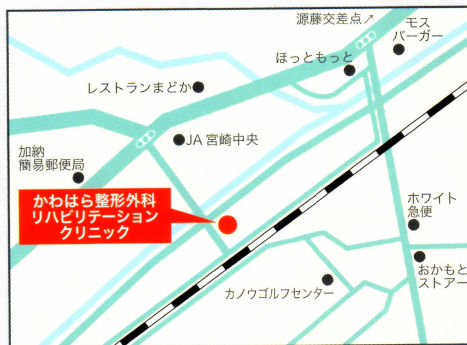 源藤交差点↗
モス
バーガー
ほっともっと
レストランまどか
JA 宮崎中央
加納
簡易郵便局
かわはら整形外科
リハビリテーション
クリニック
ホワイト
急便
おかもと
ストアー
カノウゴルフセンター